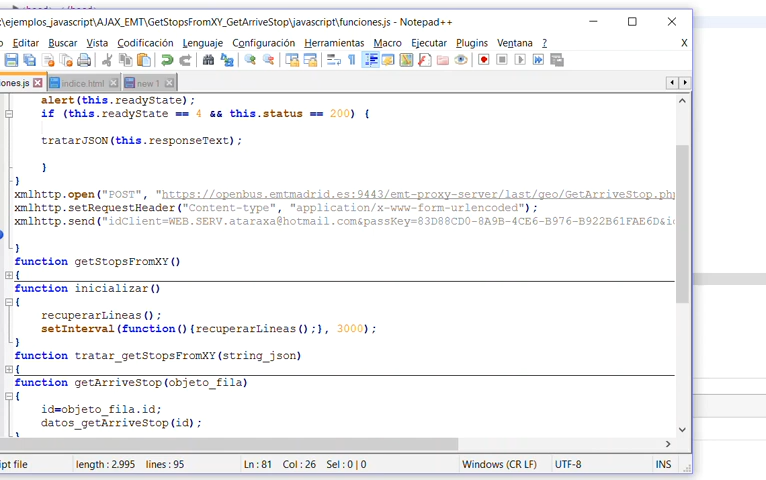 \ejemplos_javascript\AJAX_EMT\GetStopsFromXY_GetArriveStop\javascript\funciones.js - Notepad++
Editar Buscar Vista Codificación Lenguaje Configuración Herramientas Macro Ejecutar Plugins Ventana ? X
ones.js indice.html new 1
alert(this.readyState);
if (this.readyState == 4 && this.status == 200) {
tratarJSON(this.responseText);
}
}
xmlhttp.open("POST", "https://openbus.emtmadrid.es:9443/emt-proxy-server/last/geo/GetArriveStop.php
xmlhttp.setRequestHeader("Content-type", "application/x-www-form-urlencoded");
xmlhttp.send("idClient=WEB.SERV.ataraxa@hotmail.com&passKey=83D88CD0-8A9B-4CE6-B976-B922B61FAE6D&id
}
function getStopsFromXY()
{
function inicializar()
{
recuperarLineas();
setInterval(function(){recuperarLineas();}, 3000);
}
function tratar_getStopsFromXY(string_json)
{
function getArriveStop(objeto_fila)
{
id=objeto_fila.id;
datos_getArriveStop(id);
}
ipt file length : 2.995 lines : 95 Ln : 81 Col : 26 Sel : 0 | 0 Windows (CR LF) UTF-8 INS